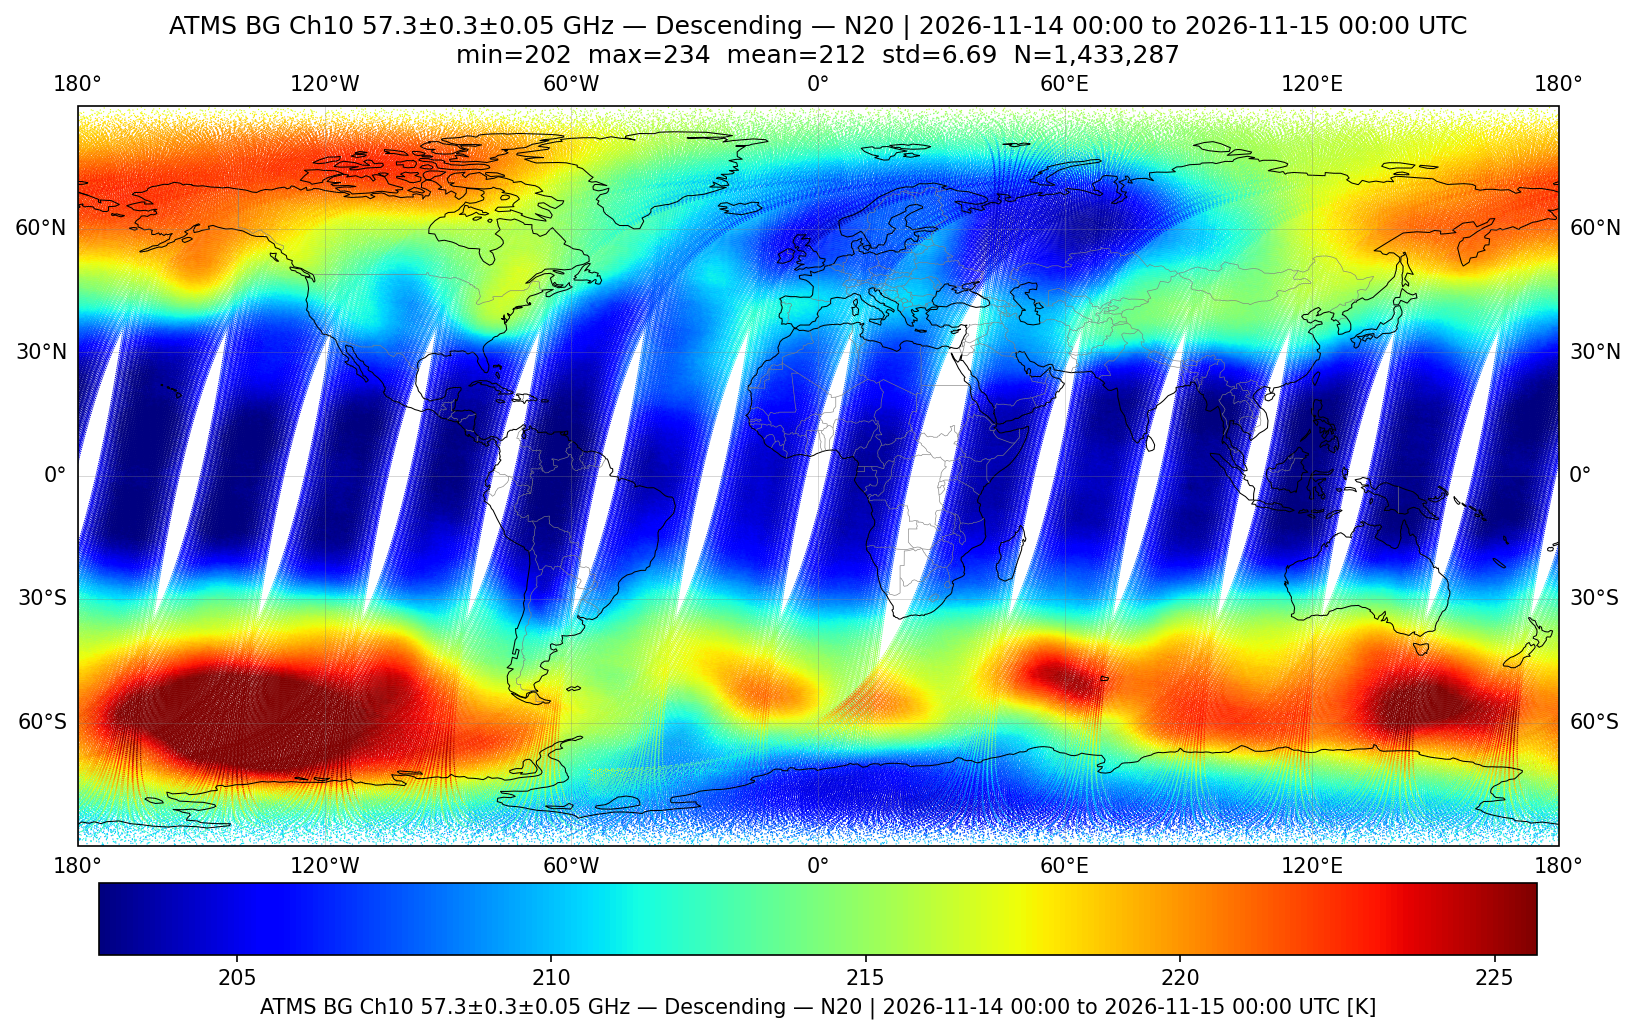 ATMS BG Ch10 57.3±0.3±0.05 GHz — Descending — N20 | 2026-11-14 00:00 to 2026-11-15 00:00 UTC
min=202 max=234 mean=212 std=6.69 N=1,433,287
180° 120°W 60°W 0° 60°E 120°E 180°
60°N 60°N
30°N 30°N
0° 0°
30°S 30°S
60°S 60°S
180° 120°W 60°W 0° 60°E 120°E 180°
205 210 215 220 225
ATMS BG Ch10 57.3±0.3±0.05 GHz — Descending — N20 | 2026-11-14 00:00 to 2026-11-15 00:00 UTC [K]